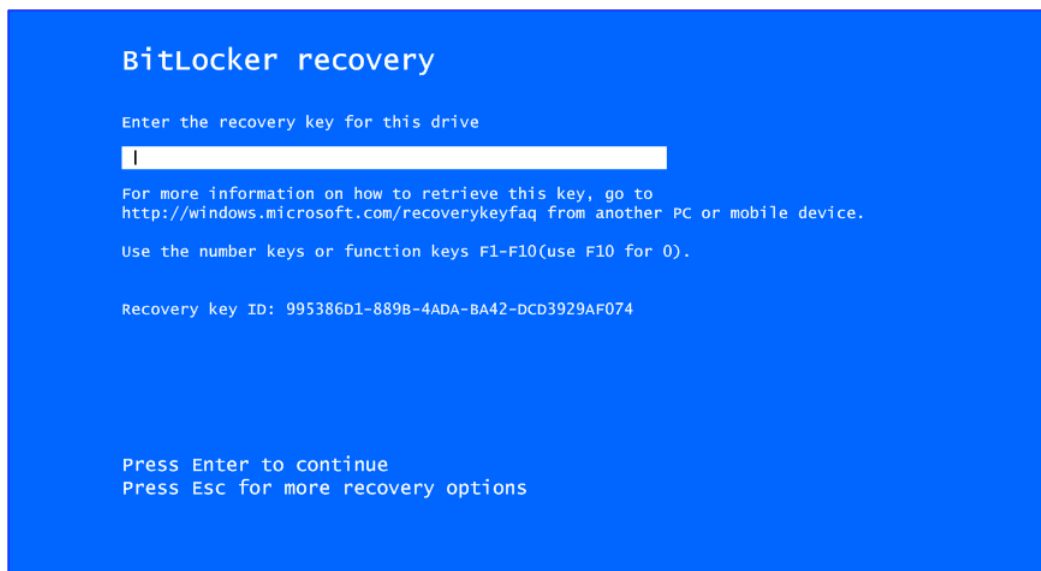 BitLocker recovery
Enter the recovery key for this drive
For more information on how to retrieve this key, go to
http://windows.microsoft.com/recoverykeyfaq from another PC or mobile device.
Use the number keys or function keys F1-F10(use F10 for 0).
Recovery key ID: 995386D1-889B-4ADA-BA42-DCD3929AF074
Press Enter to continue
Press Esc for more recovery options